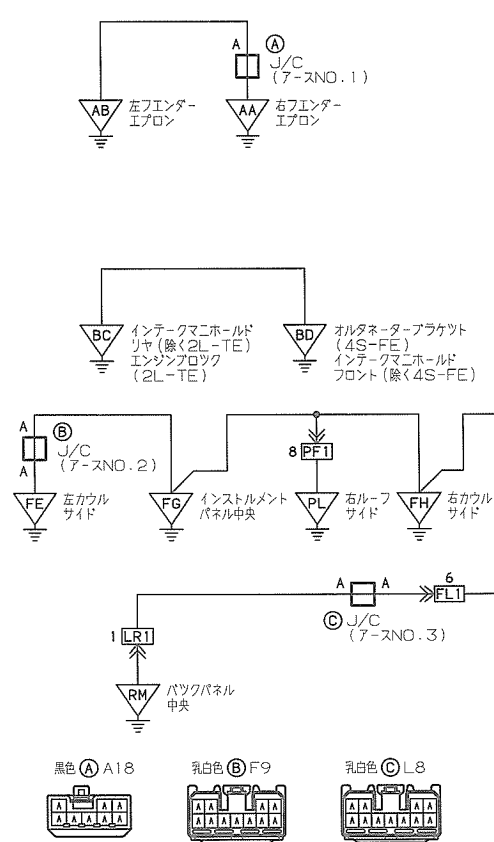 A Ⓐ
J/C
(アースNO.1)
AB 左フエンダー
エプロン
AA 右フエンダー
エプロン
BC インテークマニホールド
リヤ(除く2L-TE)
エンジンブロツク
(2L-TE)
BD オルタネーターブラケツト
(4S-FE)
インテークマニホールド
フロント(除く4S-FE)
A Ⓑ
J/C
(アースNO.2)
A
8 PF1
FE 左カウル
サイド
FG インストルメント
パネル中央
PL 右ルーフ
サイド
FH 右カウル
サイド
A A 6
FL1
Ⓒ J/C
(アースNO.3)
1 LR1
RM バツクパネル
中央
黒色 Ⓐ A18
乳白色 Ⓑ F9
乳白色 Ⓒ L8
A A A
A A A A A
A A A A
A A A A A A
A A A A
A A A A A A